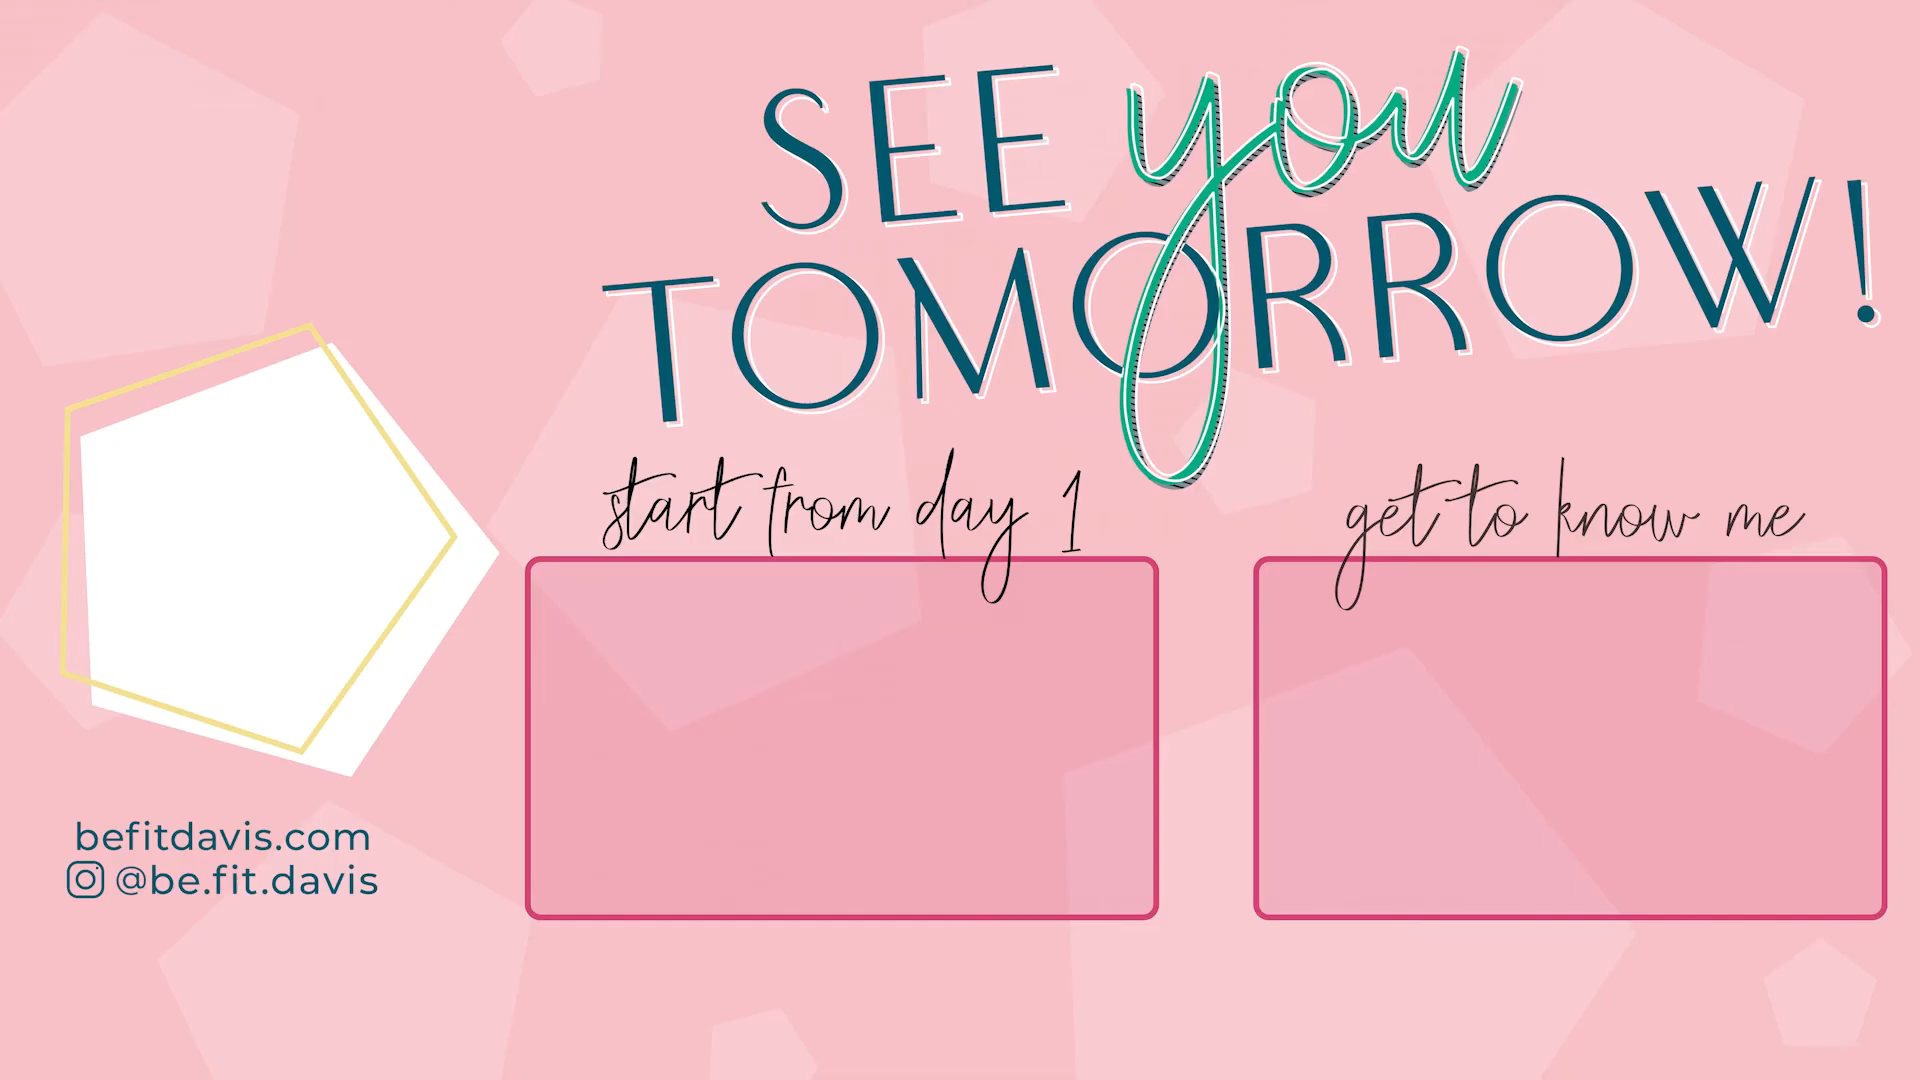 SEE you
TOMORROW!
start from day 1
get to know me
befitdavis.com
@be.fit.davis